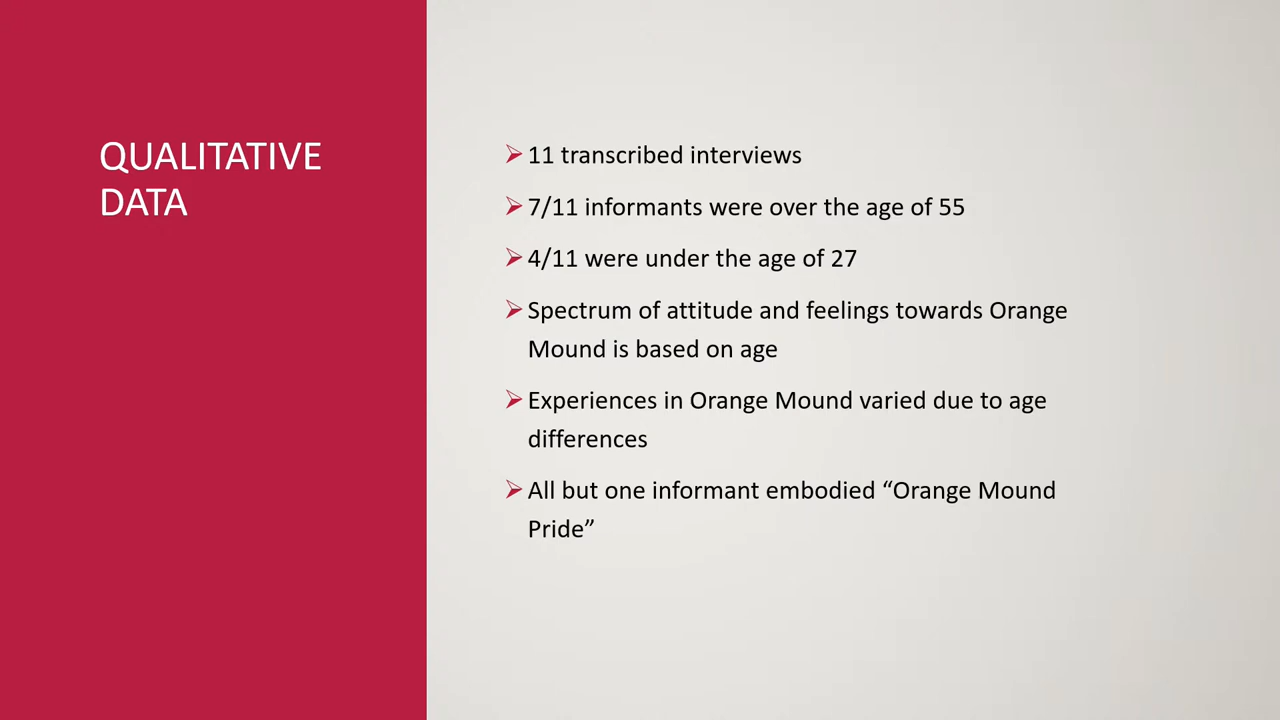 QUALITATIVE
DATA
11 transcribed interviews
7/11 informants were over the age of 55
4/11 were under the age of 27
Spectrum of attitude and feelings towards Orange
Mound is based on age
Experiences in Orange Mound varied due to age
differences
All but one informant embodied “Orange Mound
Pride”